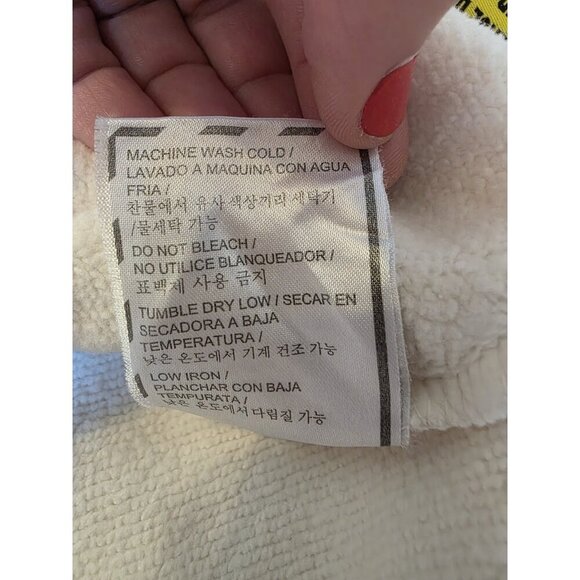 MACHINE WASH COLD /
LAVADO A MAQUINA CON AGUA
FRIA /
찬물에서 유사 색상끼리 세탁기
/물세탁 가능
DO NOT BLEACH /
NO UTILICE BLANQUEADOR /
표백제 사용 금지
TUMBLE DRY LOW / SECAR EN
SECADORA A BAJA
TEMPERATURA /
낮은 온도에서 기계 건조 가능
LOW IRON /
PLANCHAR CON BAJA
TEMPURATA /
낮은 온도에서 다림질 가능